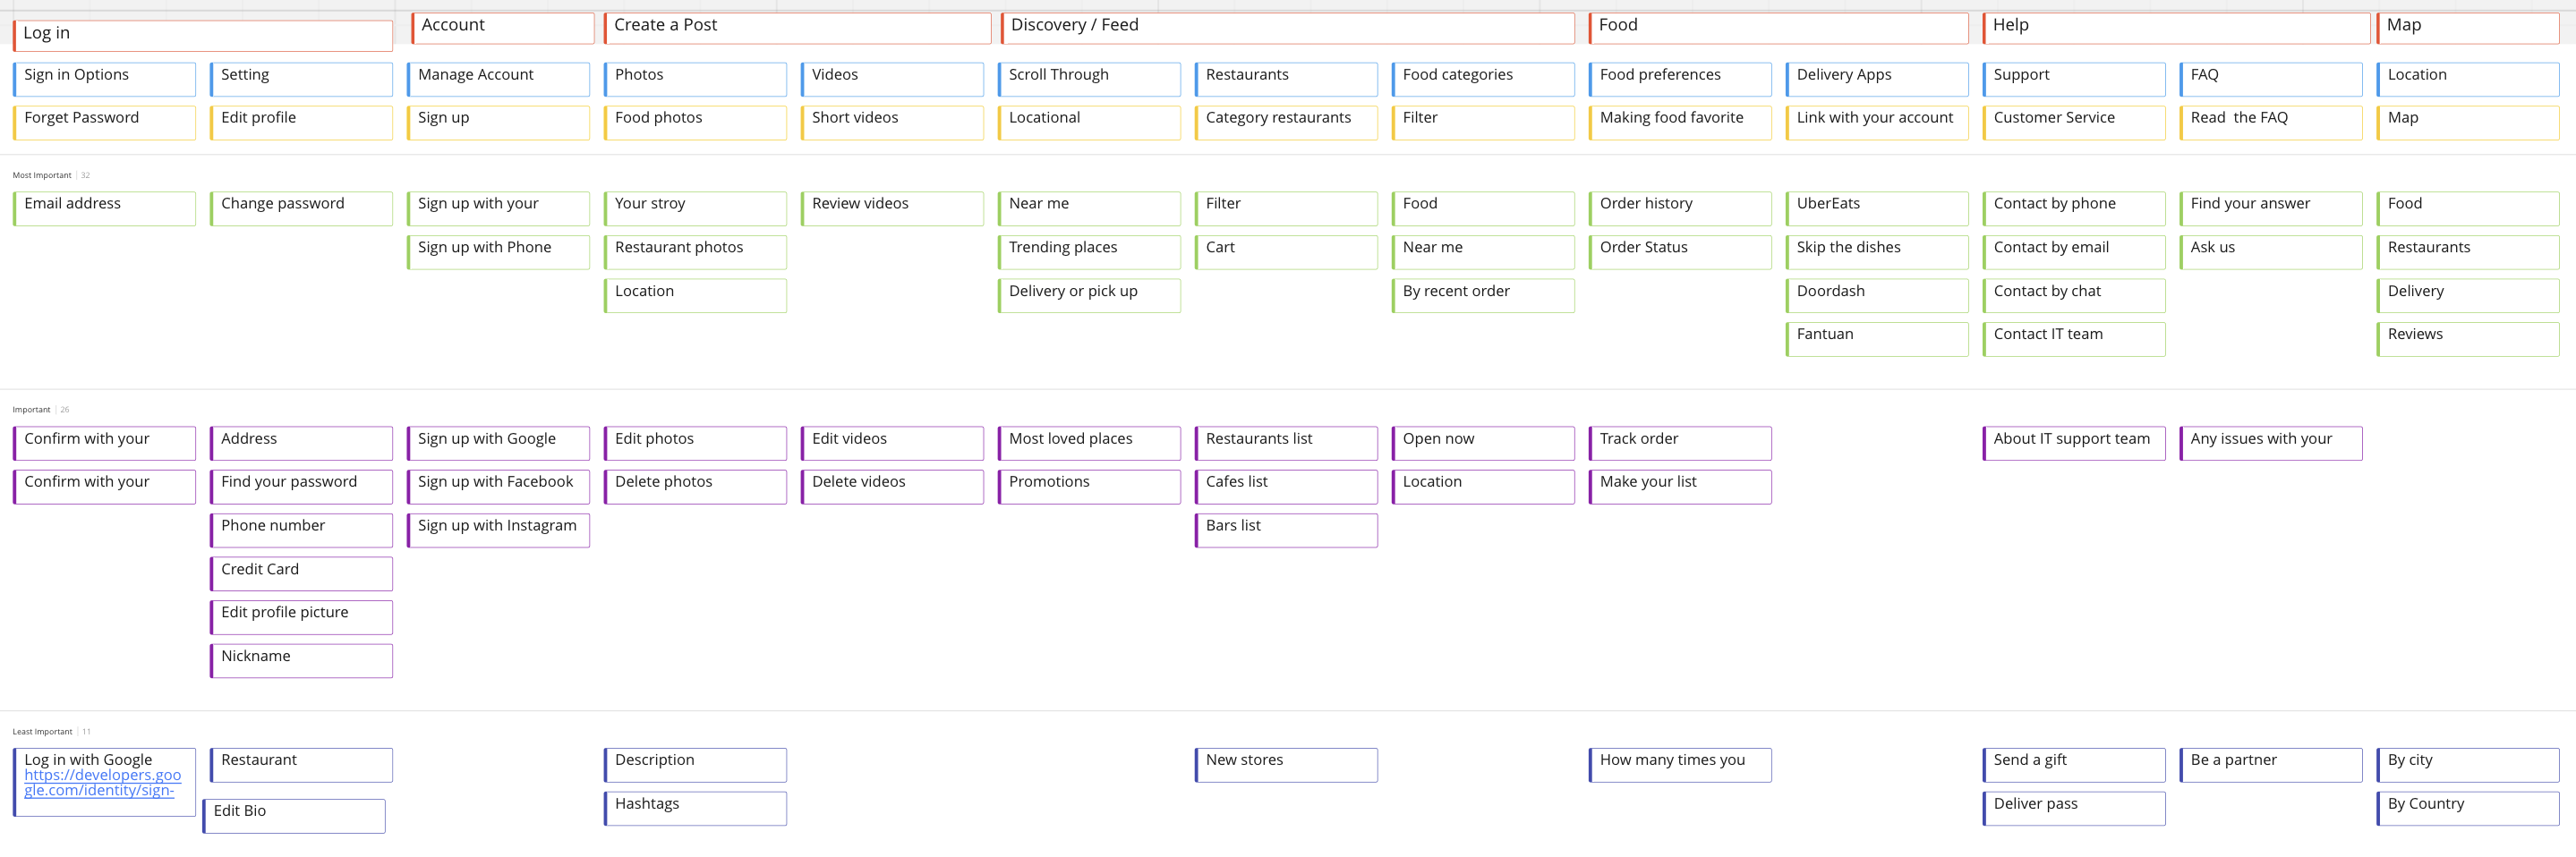 Log in
Account
Create a Post
Discovery / Feed
Food
Help
Map
Sign in Options
Setting
Manage Account
Photos
Videos
Scroll Through
Restaurants
Food categories
Food preferences
Delivery Apps
Support
FAQ
Location
Forget Password
Edit profile
Sign up
Food photos
Short videos
Locational
Category restaurants
Filter
Making food favorite
Link with your account
Customer Service
Read the FAQ
Map
Most Important | 32
Email address
Change password
Sign up with your
Your stroy
Review videos
Near me
Filter
Food
Order history
UberEats
Contact by phone
Find your answer
Food
Sign up with Phone
Restaurant photos
Trending places
Cart
Near me
Order Status
Skip the dishes
Contact by email
Ask us
Restaurants
Location
Delivery or pick up
By recent order
Doordash
Contact by chat
Delivery
Fantuan
Contact IT team
Reviews
Important | 26
Confirm with your
Address
Sign up with Google
Edit photos
Edit videos
Most loved places
Restaurants list
Open now
Track order
About IT support team
Any issues with your
Confirm with your
Find your password
Sign up with Facebook
Delete photos
Delete videos
Promotions
Cafes list
Location
Make your list
Phone number
Sign up with Instagram
Bars list
Credit Card
Edit profile picture
Nickname
Least Important | 11
Log in with Google
https://developers.goo
gle.com/identity/sign-
Restaurant
Description
New stores
How many times you
Send a gift
Be a partner
By city
Edit Bio
Hashtags
Deliver pass
By Country